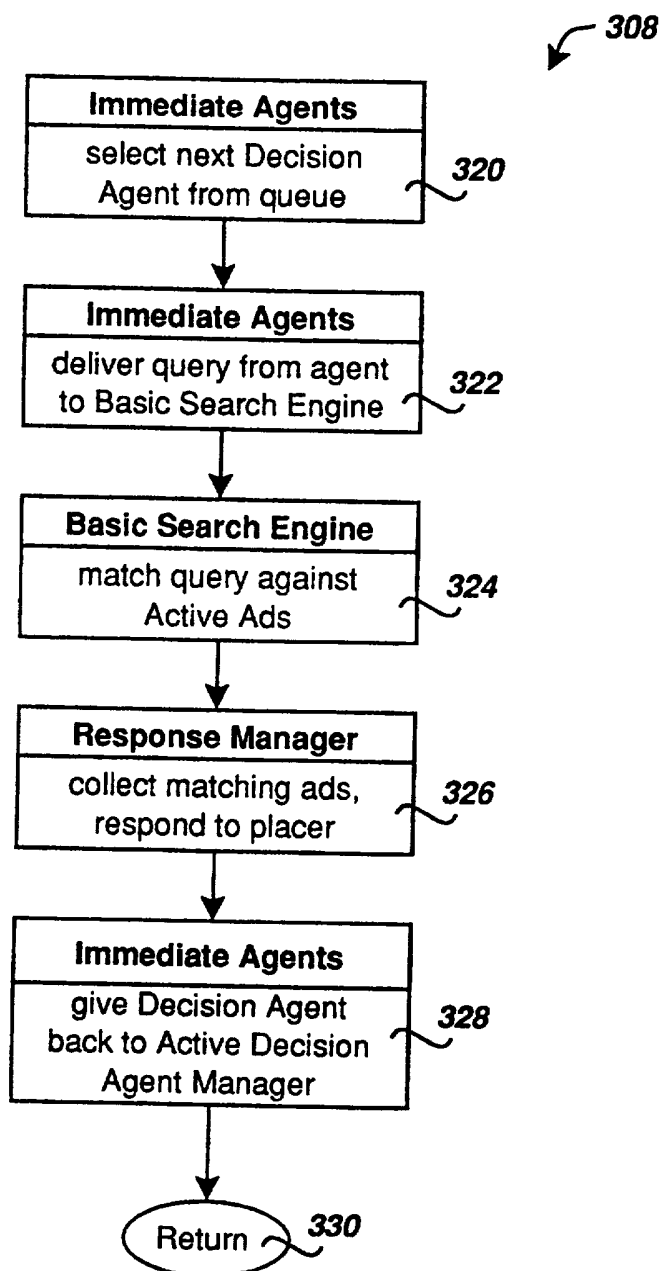 308
Immediate Agents
select next Decision
Agent from queue
320
Immediate Agents
deliver query from agent
to Basic Search Engine
322
Basic Search Engine
match query against
Active Ads
324
Response Manager
collect matching ads,
respond to placer
326
Immediate Agents
give Decision Agent
back to Active Decision
Agent Manager
328
Return
330